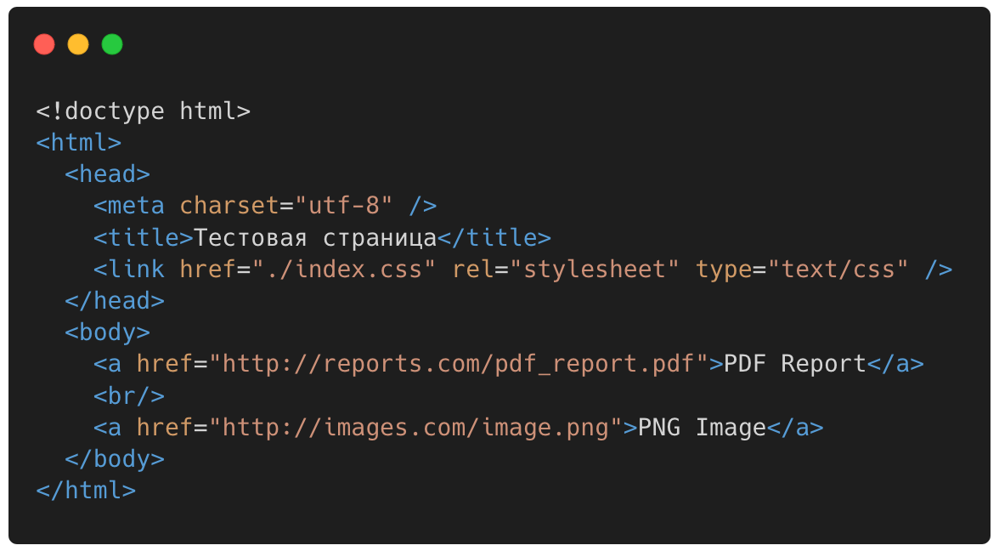 <!doctype html>
<html>
  <head>
    <meta charset="utf-8" />
    <title>Тестовая страница</title>
    <link href="./index.css" rel="stylesheet" type="text/css" />
  </head>
  <body>
    <a href="http://reports.com/pdf_report.pdf">PDF Report</a>
    <br/>
    <a href="http://images.com/image.png">PNG Image</a>
  </body>
</html>